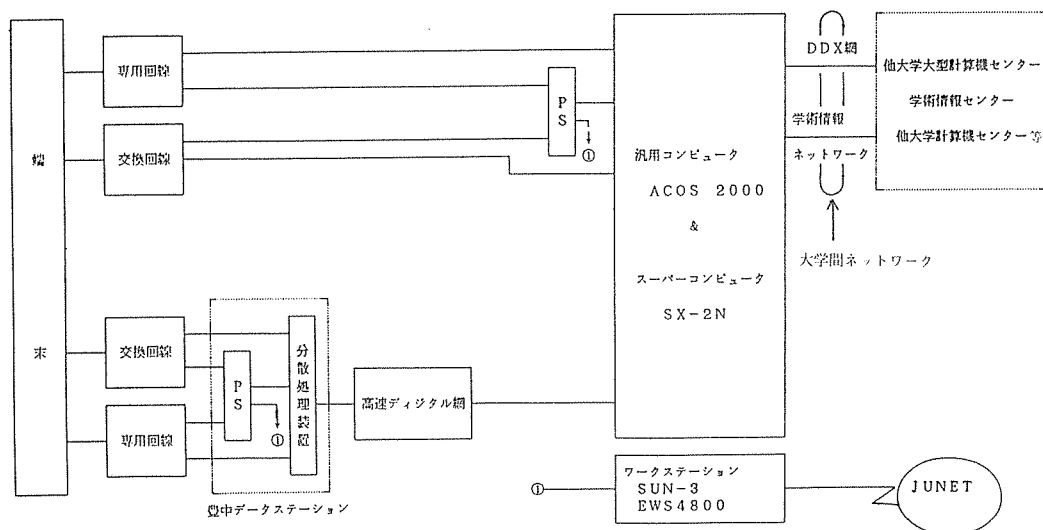 端末
専用回線
交換回線
PS
①
汎用コンピュータ
ACOS 2000
&
スーパーコンピュータ
SX-2N
DDX網
学術情報
ネットワーク
大学間ネットワーク
他大学大型計算機センター
学術情報センター
他大学計算機センター等
交換回線
専用回線
PS
①
分散処理装置
豊中データステーション
高速ディジタル網
①
ワークステーション
SUN-3
EWS4800
JUNET